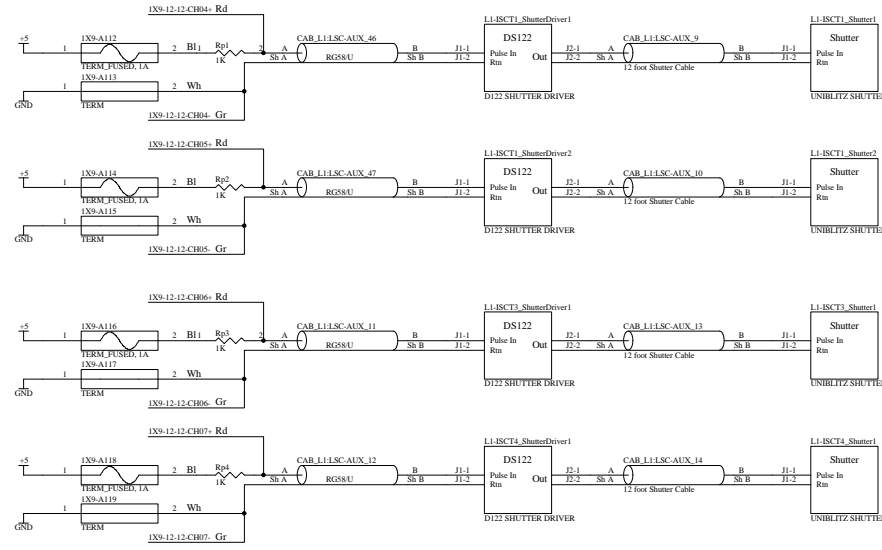 1X9-12-12-CH04+ Rd
L1-ISCT1_ShutterDriver1 L1-ISCT1_Shutter1
+5 1 1X9-A112 2 Bl 1 Rp1 2 A CAB_L1:LSC-AUX_46 B J1-1 DS122 J2-1 A CAB_L1:LSC-AUX_9 B J1-1 Shutter
TERM_FUSED, 1A 1K Sh A RG58/U Sh B J1-2 Pulse In Out J2-2 Sh A 12 foot Shutter Cable Sh B J1-2 Pulse In
Rtn Rtn
1X9-A113
GND 1 2 Wh
TERM D122 SHUTTER DRIVER UNIBLITZ SHUTTE
1X9-12-12-CH04- Gr
1X9-12-12-CH05+ Rd
L1-ISCT1_ShutterDriver2 L1-ISCT1_Shutter2
+5 1 1X9-A114 2 Bl Rp2 A CAB_L1:LSC-AUX_47 B J1-1 DS122 J2-1 A CAB_L1:LSC-AUX_10 B J1-1 Shutter
TERM_FUSED, 1A 1K Sh A RG58/U Sh B J1-2 Pulse In Out J2-2 Sh A 12 foot Shutter Cable Sh B J1-2 Pulse In
Rtn Rtn
1X9-A115
GND 1 2 Wh
TERM D122 SHUTTER DRIVER UNIBLITZ SHUTTE
1X9-12-12-CH05- Gr
1X9-12-12-CH06+ Rd
L1-ISCT3_ShutterDriver1 L1-ISCT3_Shutter1
+5 1 1X9-A116 2 Bl 1 Rp3 2 A CAB_L1:LSC-AUX_11 B J1-1 DS122 J2-1 A CAB_L1:LSC-AUX_13 B J1-1 Shutter
TERM_FUSED, 1A 1K Sh A RG58/U Sh B J1-2 Pulse In Out J2-2 Sh A 12 foot Shutter Cable Sh B J1-2 Pulse In
Rtn Rtn
1X9-A117
GND 1 2 Wh
TERM D122 SHUTTER DRIVER UNIBLITZ SHUTTE
1X9-12-12-CH06- Gr
1X9-12-12-CH07+ Rd
L1-ISCT4_ShutterDriver1 L1-ISCT4_Shutter1
+5 1 1X9-A118 2 Bl Rp4 A CAB_L1:LSC-AUX_12 B J1-1 DS122 J2-1 A CAB_L1:LSC-AUX_14 B J1-1 Shutter
TERM_FUSED, 1A 1K Sh A RG58/U Sh B J1-2 Pulse In Out J2-2 Sh A 12 foot Shutter Cable Sh B J1-2 Pulse In
Rtn Rtn
1X9-A119
GND 1 2 Wh
TERM D122 SHUTTER DRIVER UNIBLITZ SHUTTE
1X9-12-12-CH07- Gr